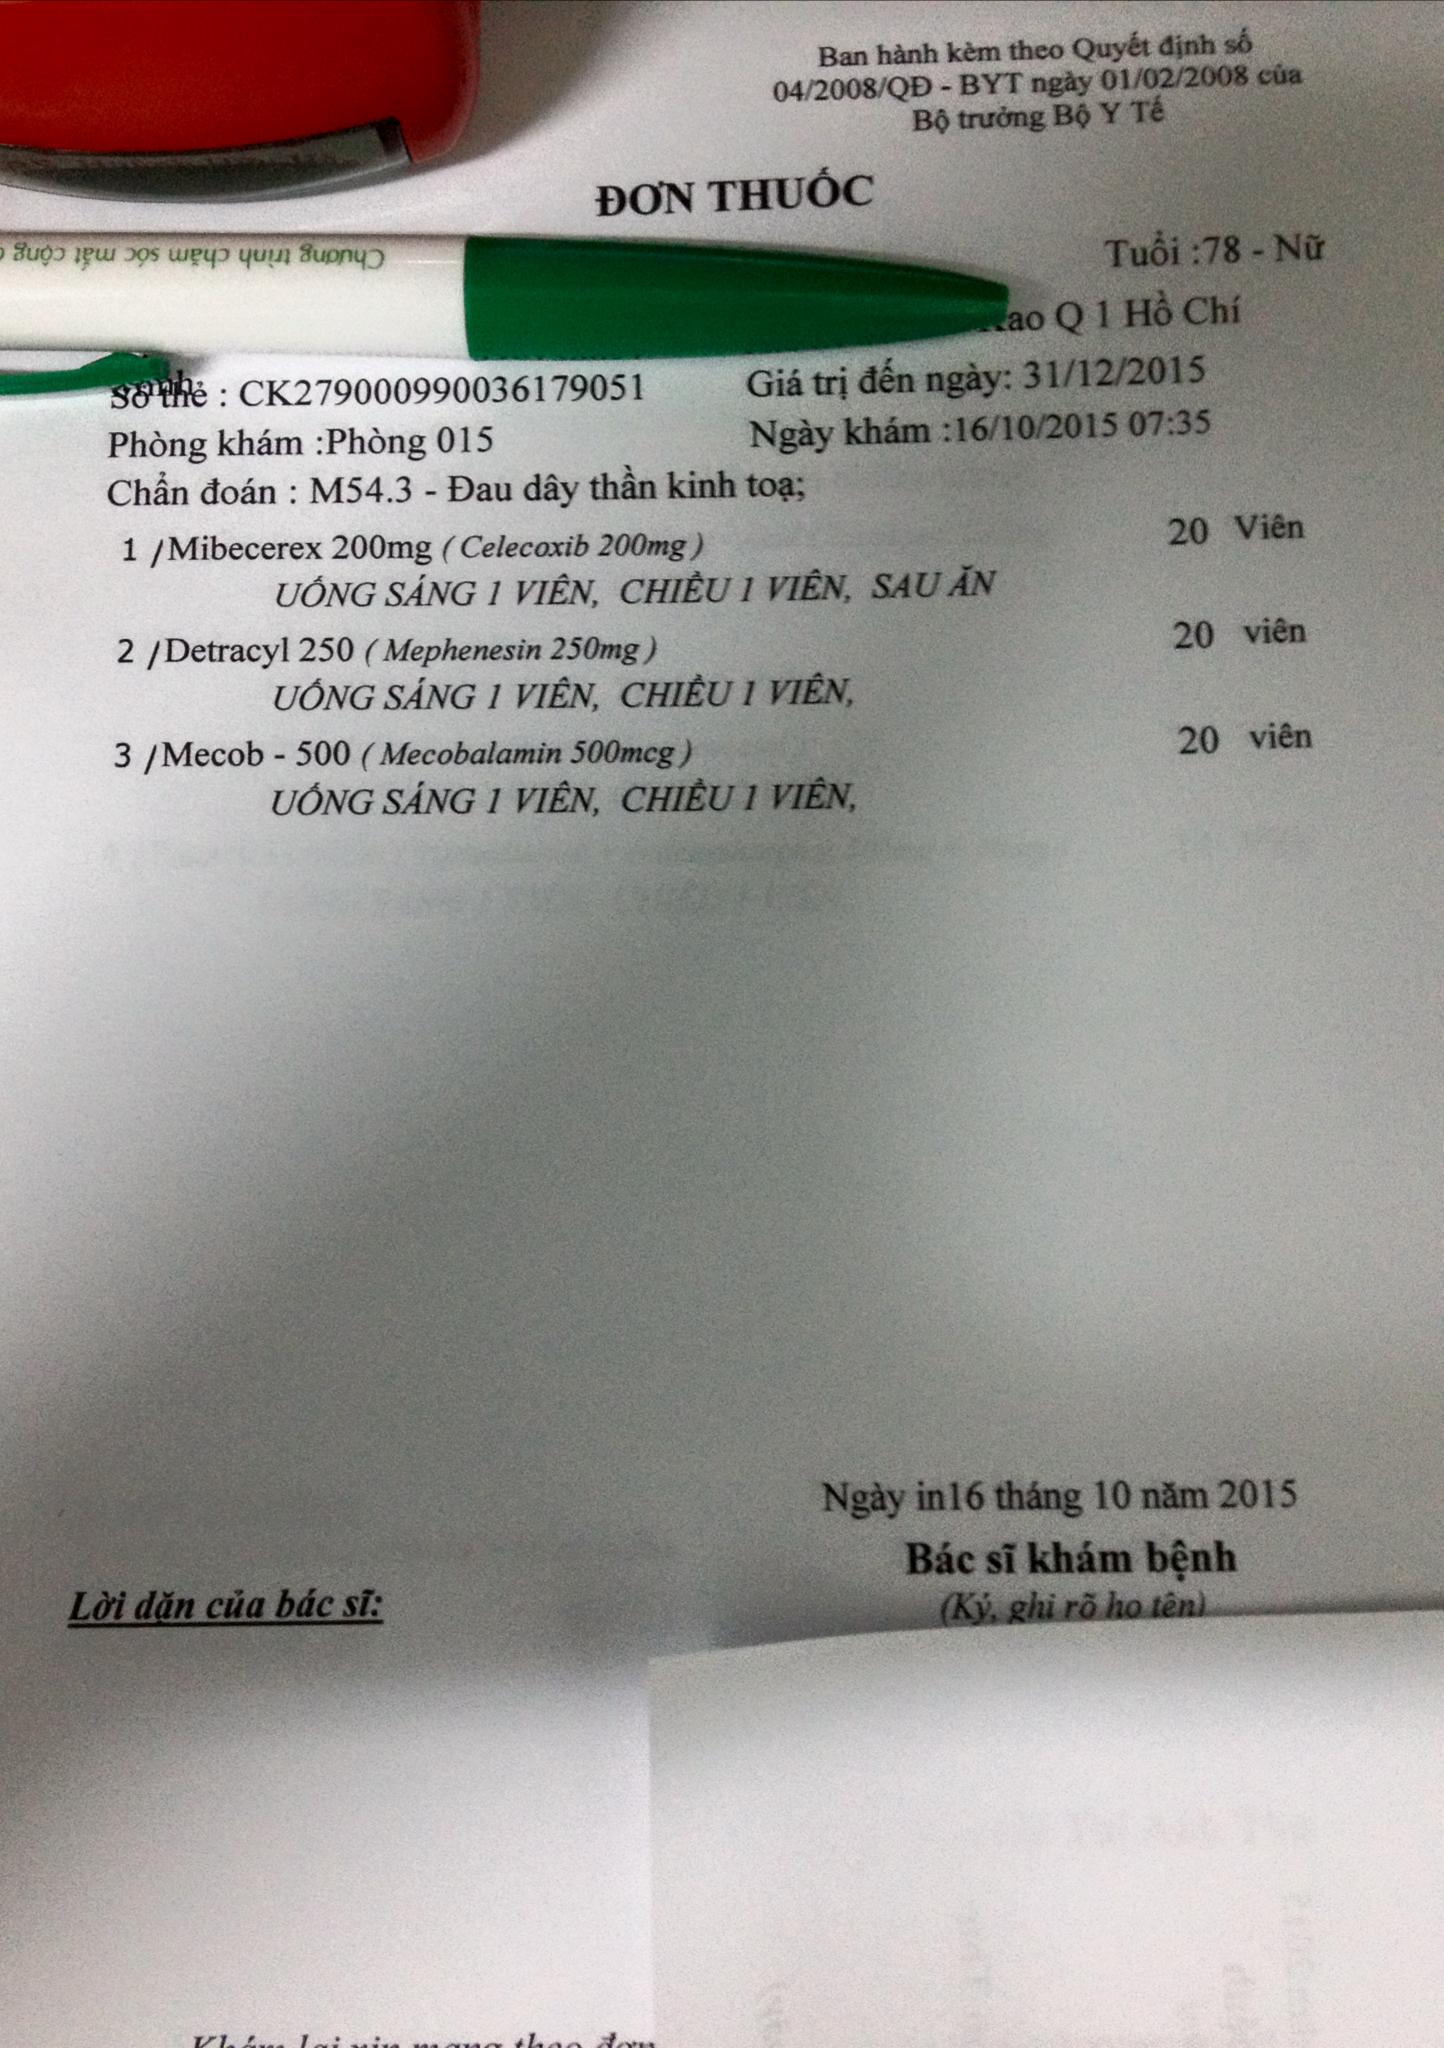 Ban hành kèm theo Quyết định số
04/2008/QĐ - BYT ngày 01/02/2008 của
Bộ trưởng Bộ Y Tế
ĐƠN THUỐC
Chương trình chăm sóc mắt cộng
Tuổi :78 - Nữ
Q 1 Hồ Chí
Số thẻ : CK279000990036179051 Giá trị đến ngày: 31/12/2015
Phòng khám :Phòng 015 Ngày khám :16/10/2015 07:35
Chẩn đoán : M54.3 - Đau dây thần kinh toạ;
1 /Mibecerex 200mg ( Celecoxib 200mg ) 20 Viên
UỐNG SÁNG 1 VIÊN, CHIỀU 1 VIÊN, SAU ĂN
2 /Detracyl 250 ( Mephenesin 250mg ) 20 viên
UỐNG SÁNG 1 VIÊN, CHIỀU 1 VIÊN,
3 /Mecob - 500 ( Mecobalamin 500mcg ) 20 viên
UỐNG SÁNG 1 VIÊN, CHIỀU 1 VIÊN,
Ngày in16 tháng 10 năm 2015
Bác sĩ khám bệnh
(Ký, ghi rõ họ tên)
Lời dặn của bác sĩ:
Khám lại xin mang theo đơn